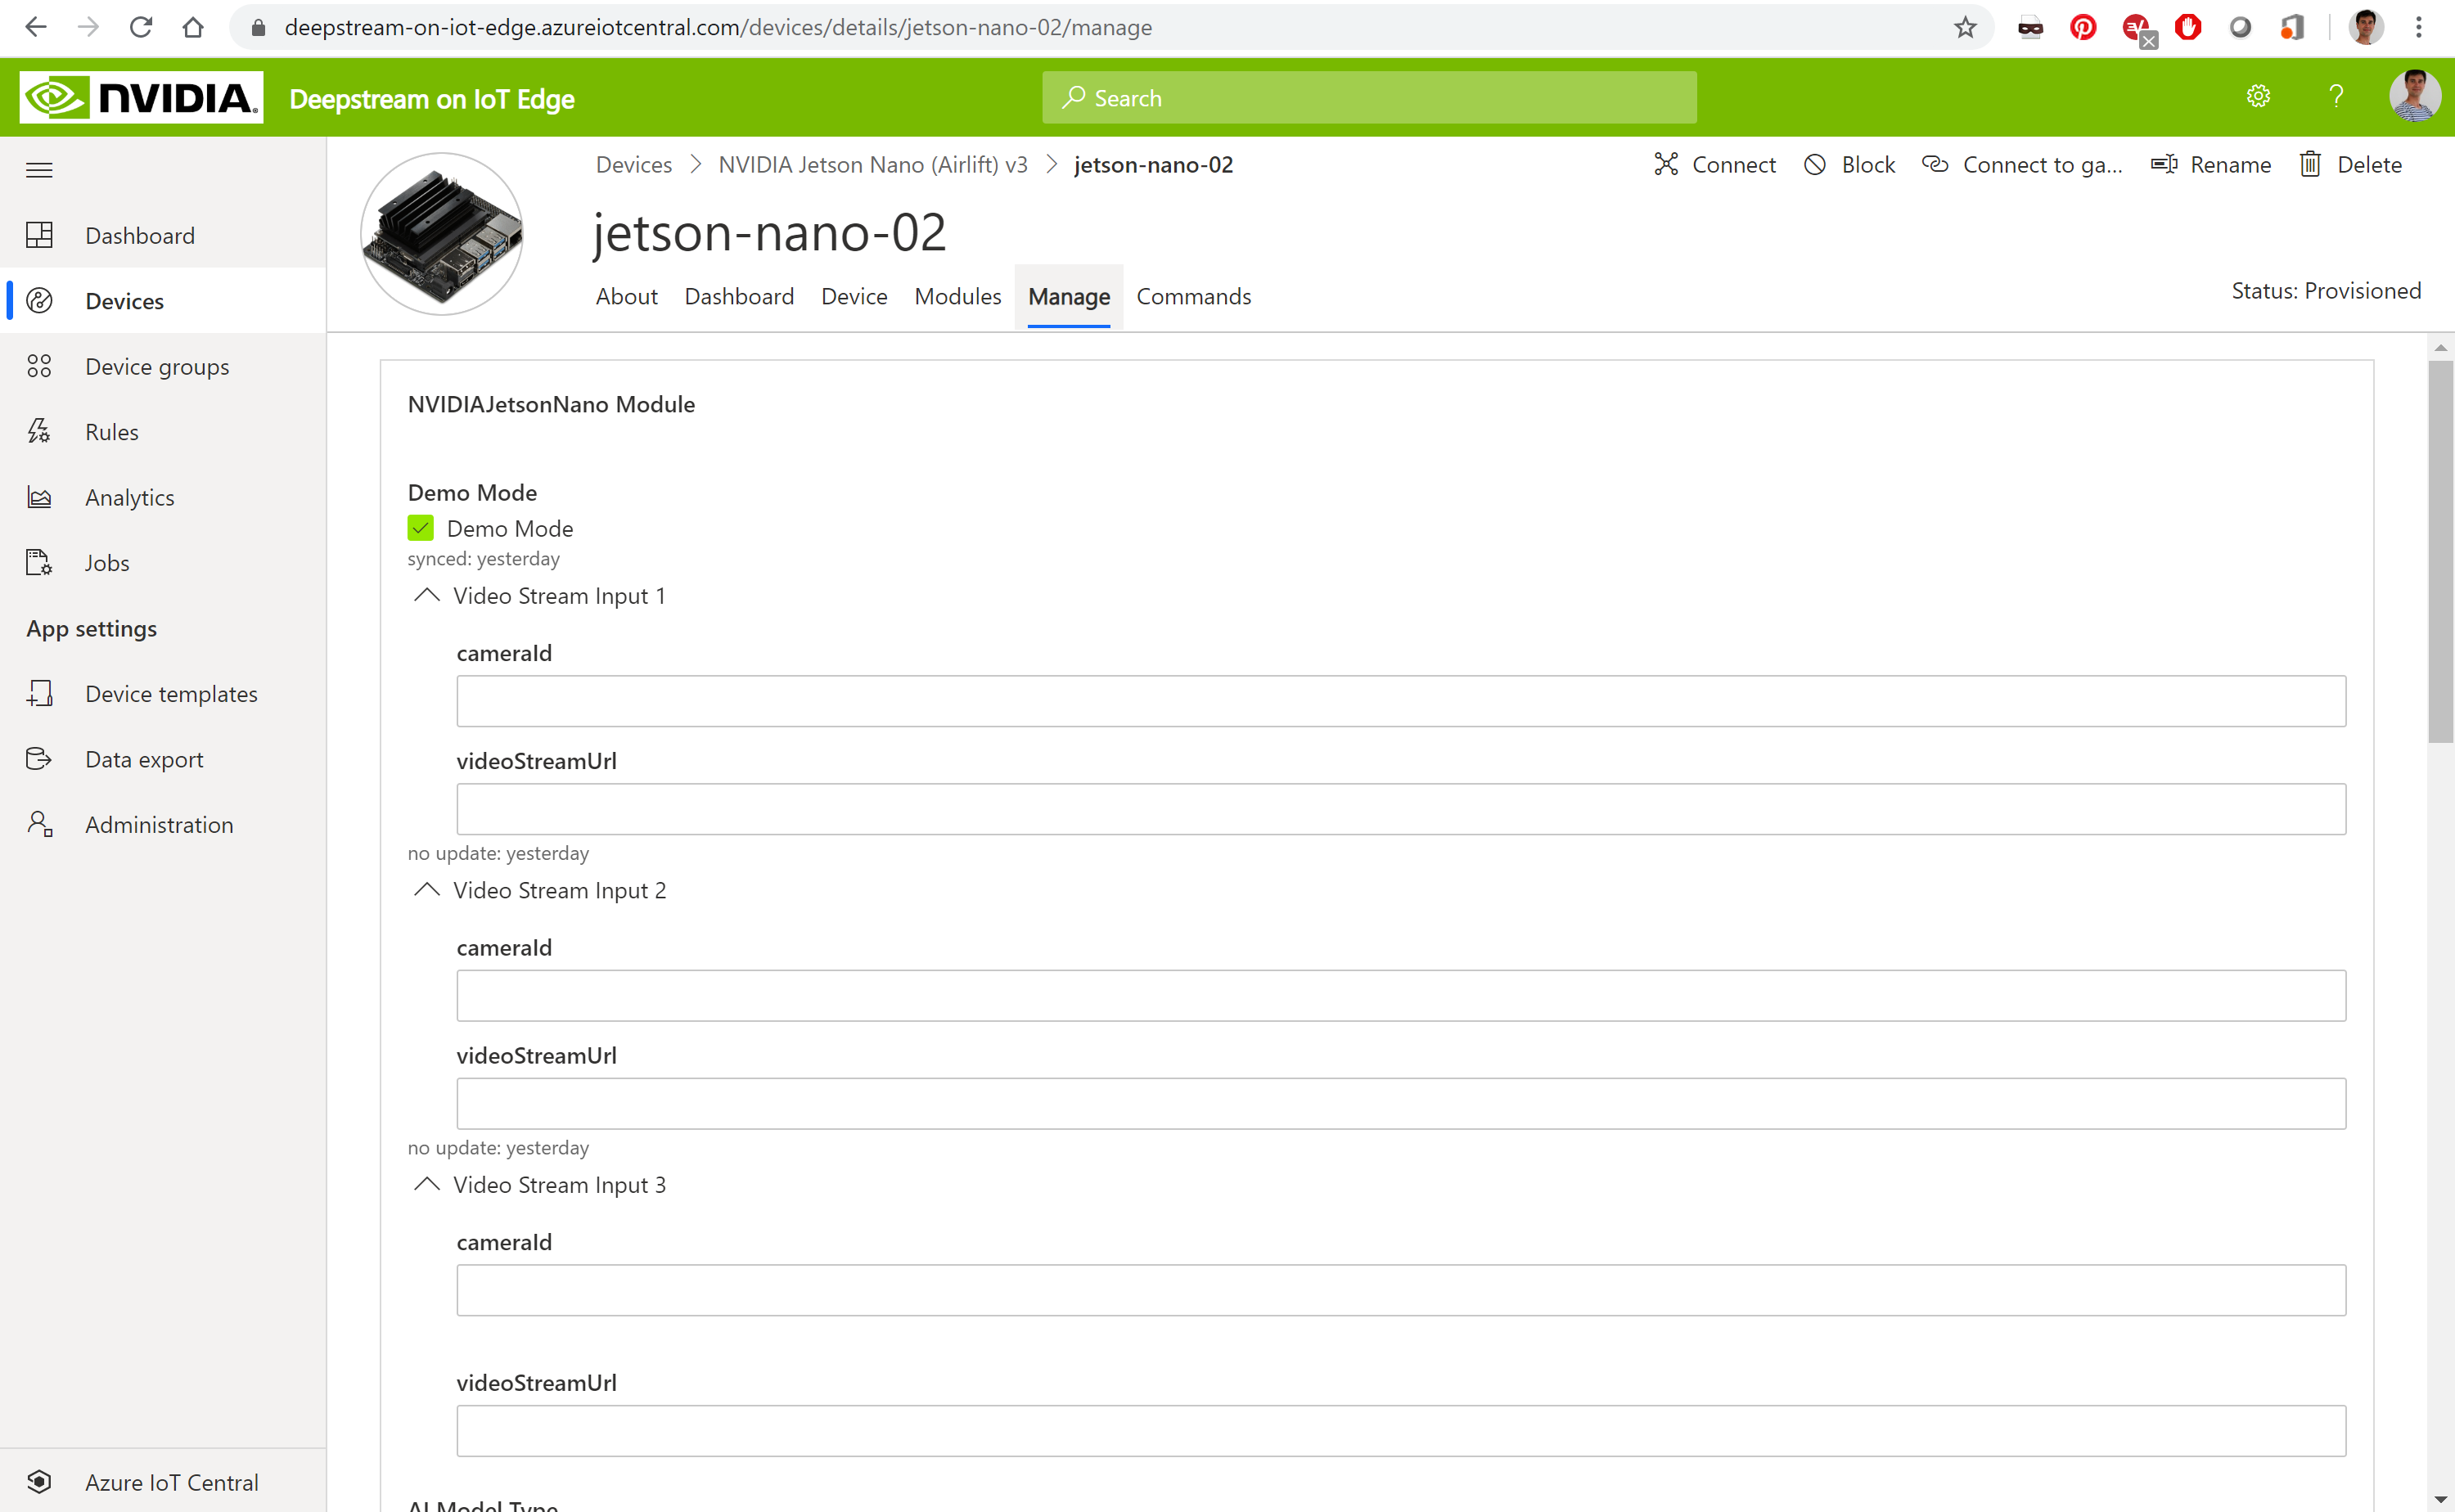 deepstream-on-iot-edge.azureiotcentral.com/devices/details/jetson-nano-02/manage
NVIDIA.
Deepstream on IoT Edge
Search
?
Devices > NVIDIA Jetson Nano (Airlift) v3 > jetson-nano-02
Connect
Block
Connect to ga...
Rename
Delete
jetson-nano-02
About
Dashboard
Device
Modules
Manage
Commands
Status: Provisioned
Dashboard
Devices
Device groups
Rules
Analytics
Jobs
App settings
Device templates
Data export
Administration
Azure IoT Central
NVIDIAJetsonNano Module
Demo Mode
Demo Mode
synced: yesterday
Video Stream Input 1
cameraId
videoStreamUrl
no update: yesterday
Video Stream Input 2
cameraId
videoStreamUrl
no update: yesterday
Video Stream Input 3
cameraId
videoStreamUrl
AI Model Type